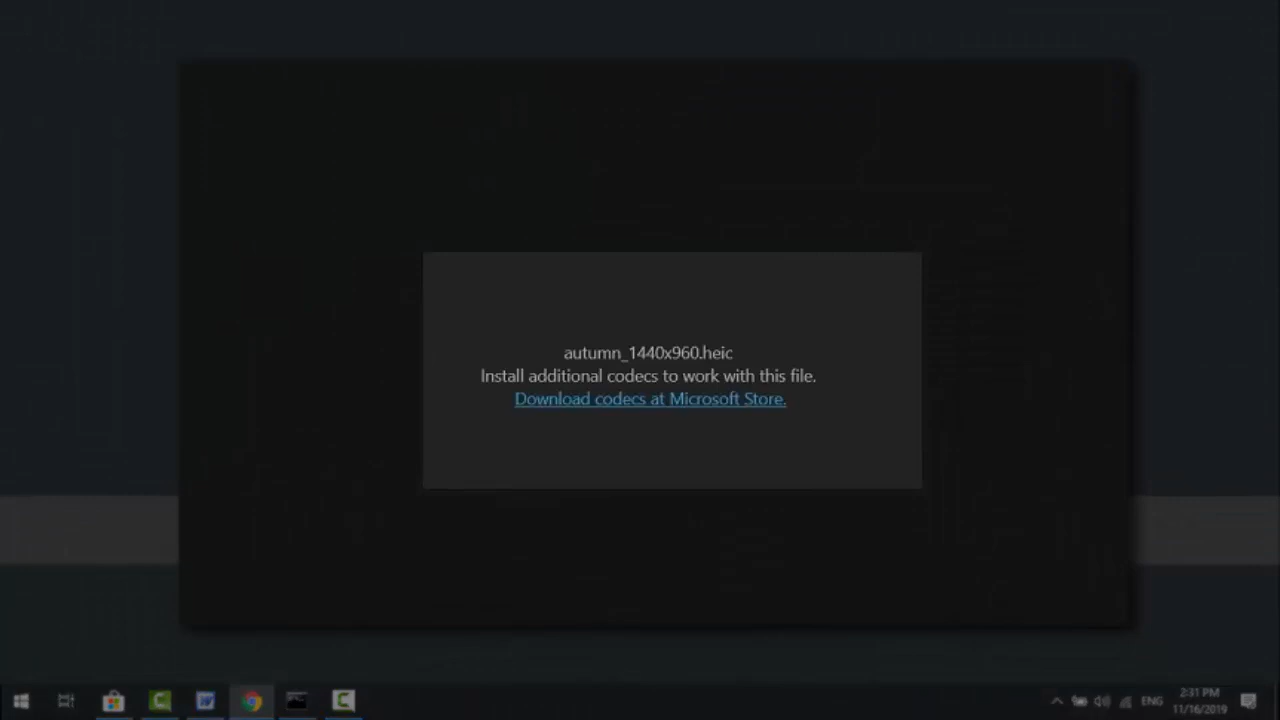 autumn_1440x960.heic
Install additional codecs to work with this file.
Download codecs at Microsoft Store.
ENG
2:31 PM
11/16/2019